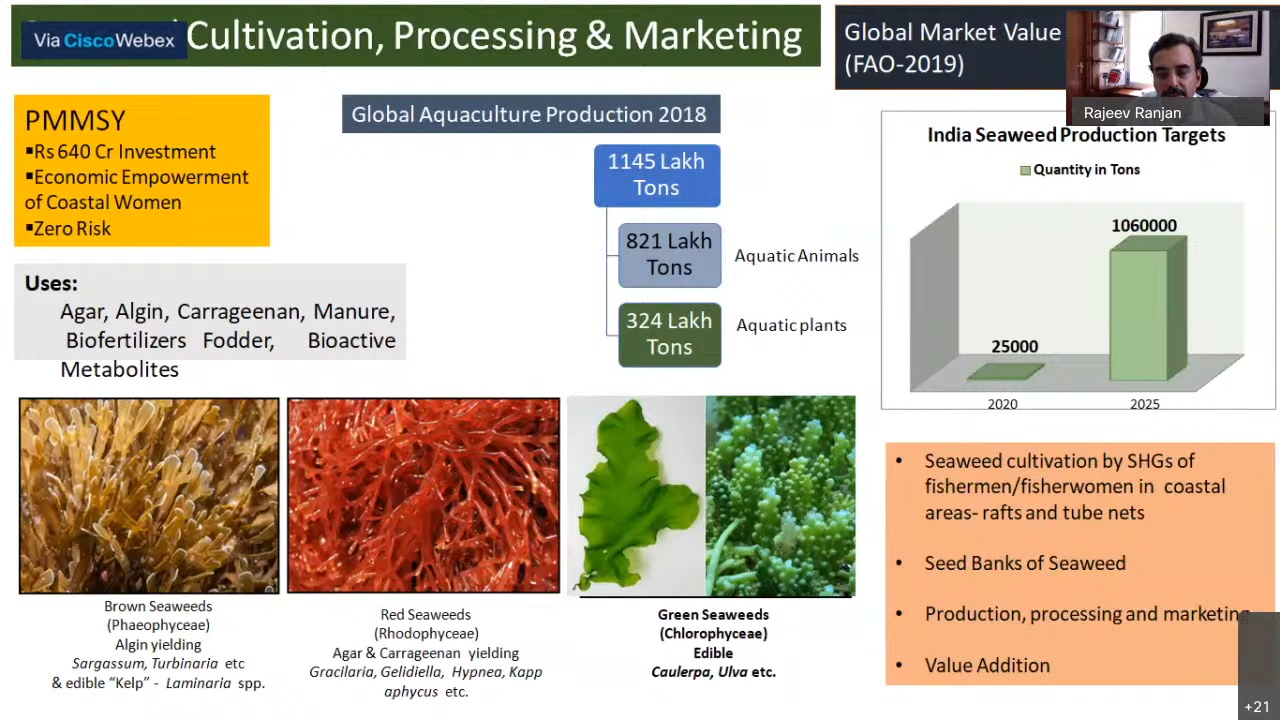 Via CiscoWebex
Cultivation, Processing & Marketing
Global Market Value
(FAO-2019)
Rajeev Ranjan
PMMSY
▪Rs 640 Cr Investment
▪Economic Empowerment
of Coastal Women
▪Zero Risk
Uses:
Agar, Algin, Carrageenan, Manure,
Biofertilizers Fodder, Bioactive
Metabolites
Global Aquaculture Production 2018
1145 Lakh
Tons
821 Lakh
Tons
Aquatic Animals
324 Lakh
Tons
Aquatic plants
India Seaweed Production Targets
Quantity in Tons
1060000
25000
2020
2025
Brown Seaweeds
(Phaeophyceae)
Algin yielding
Sargassum, Turbinaria etc
& edible “Kelp” - Laminaria spp.
Red Seaweeds
(Rhodophyceae)
Agar & Carrageenan yielding
Gracilaria, Gelidiella, Hypnea, Kapp
aphycus etc.
Green Seaweeds
(Chlorophyceae)
Edible
Caulerpa, Ulva etc.
• Seaweed cultivation by SHGs of
fishermen/fisherwomen in coastal
areas- rafts and tube nets
• Seed Banks of Seaweed
• Production, processing and marketing
• Value Addition
+21